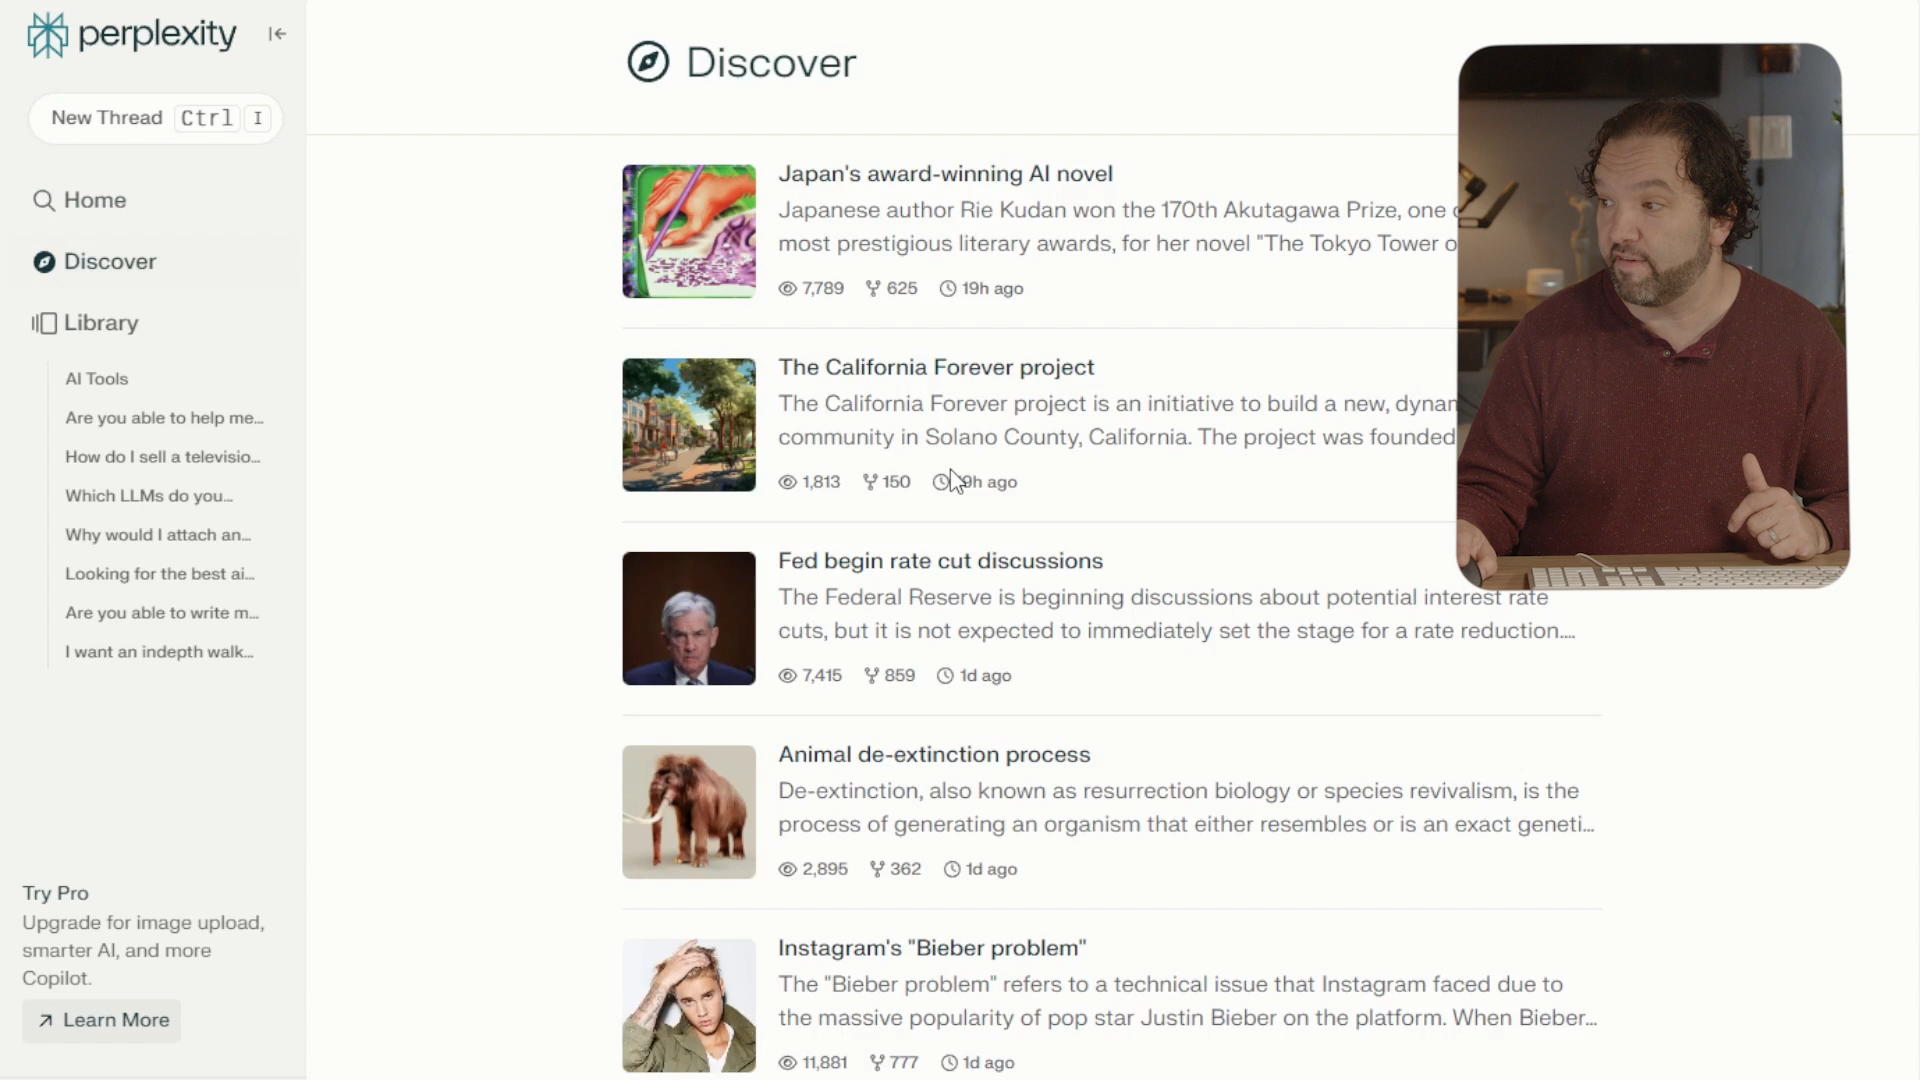 perplexity
New Thread Ctrl I
Home
Discover
Library
AI Tools
Are you able to help me...
How do I sell a televisio...
Which LLMs do you...
Why would I attach an...
Looking for the best ai...
Are you able to write m...
I want an indepth walk...
Try Pro
Upgrade for image upload,
smarter AI, and more
Copilot.
Learn More
Discover
Japan's award-winning AI novel
Japanese author Rie Kudan won the 170th Akutagawa Prize, one
most prestigious literary awards, for her novel "The Tokyo Tower
7,789 625 19h ago
The California Forever project
The California Forever project is an initiative to build a new,
community in Solano County, California. The project was founded
1,813 150 ago
Fed begin rate cut discussions
The Federal Reserve is beginning discussions about potential interest rate
cuts, but it is not expected to immediately set the stage for a rate reduction....
7,415 859 1d ago
Animal de-extinction process
De-extinction, also known as resurrection biology or species revivalism, is the
process of generating an organism that either resembles or is an exact geneti...
2,895 362 1d ago
Instagram's "Bieber problem"
The "Bieber problem" refers to a technical issue that Instagram faced due to
the massive popularity of pop star Justin Bieber on the platform. When Bieber...
11,881 777 1d ago